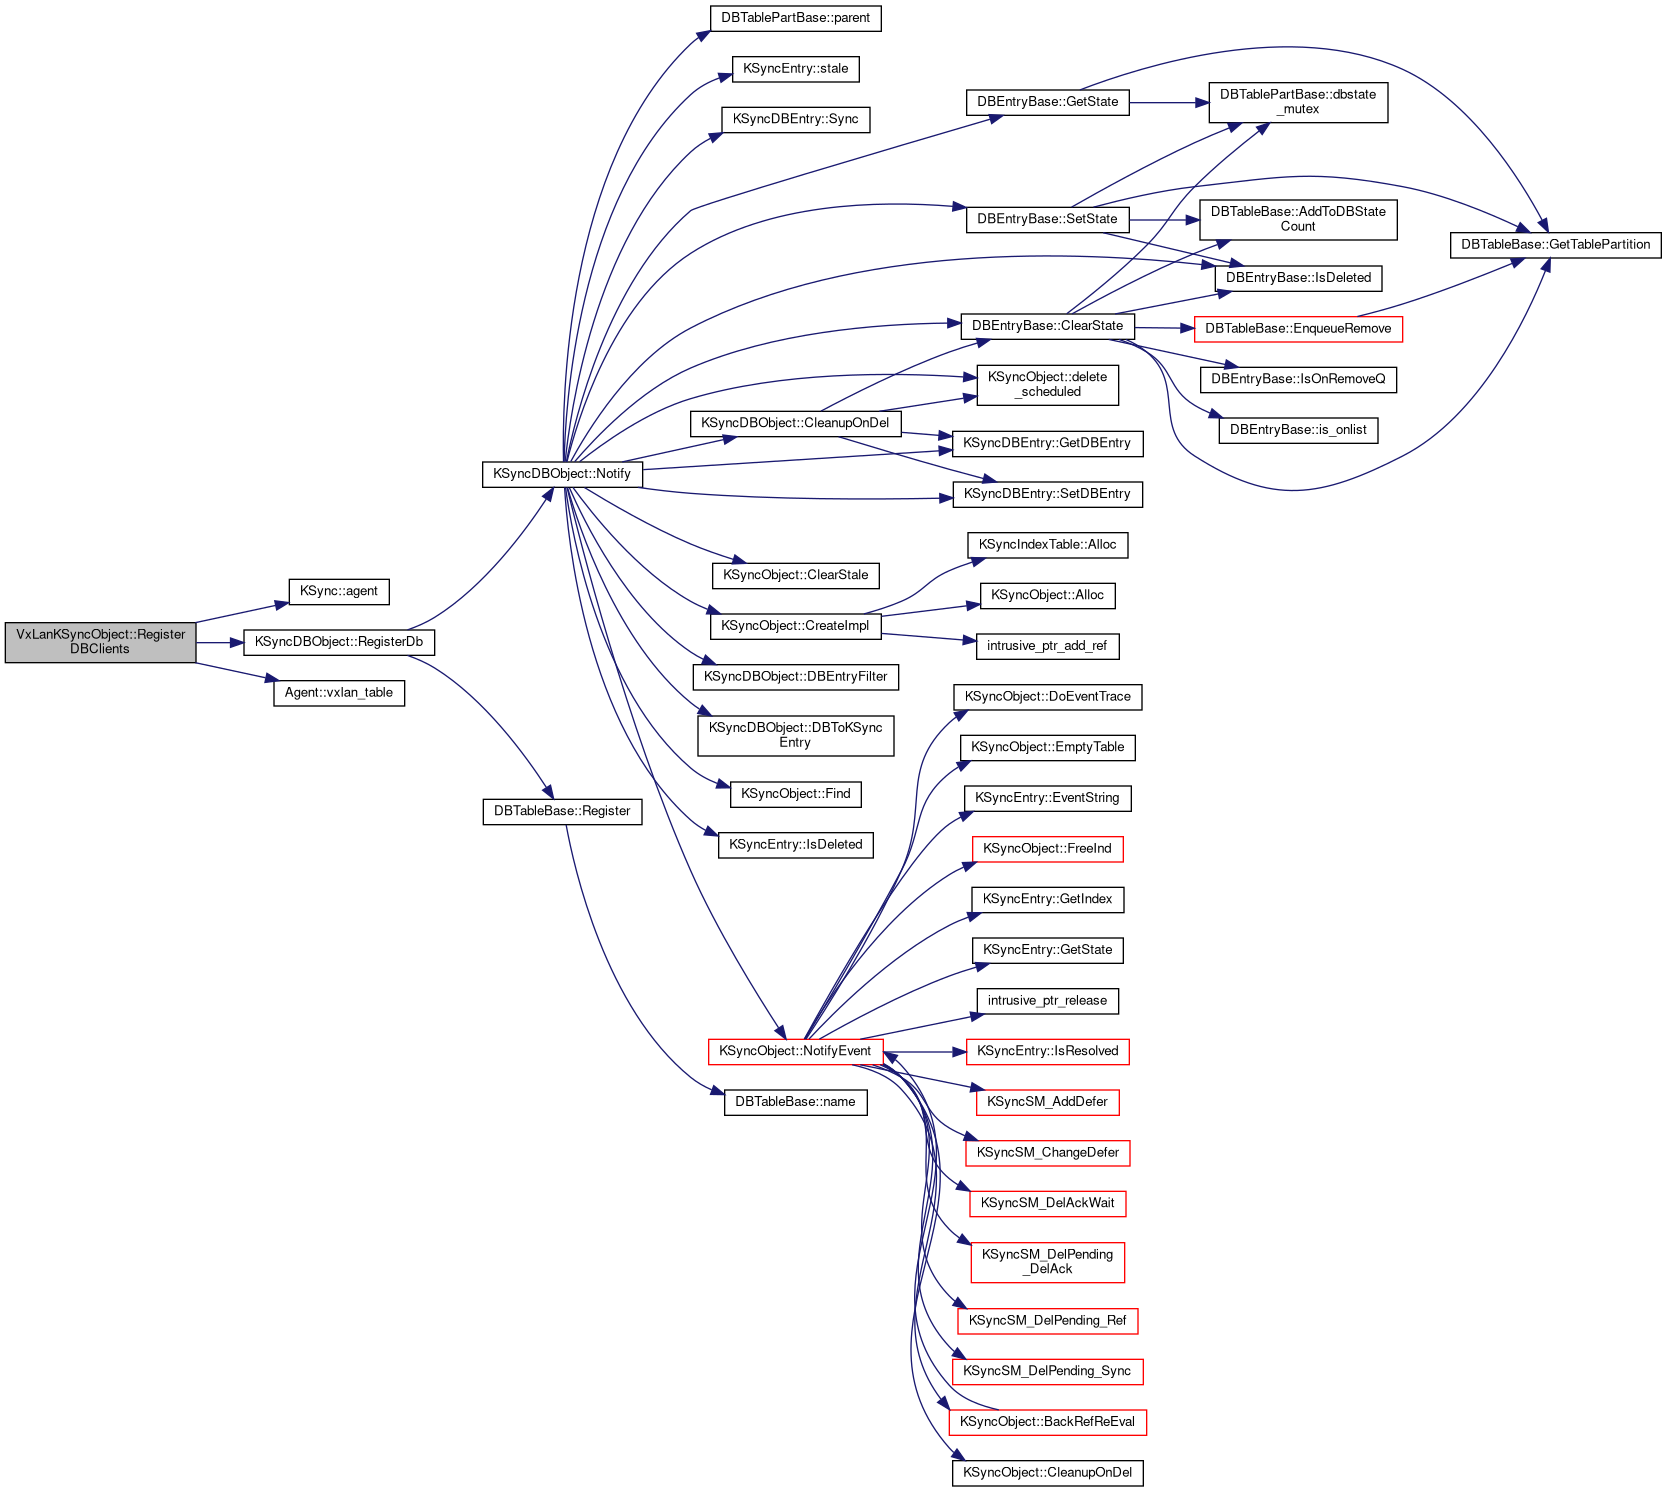 DBTablePartBase::parent
KSyncEntry::stale
KSyncDBEntry::Sync
DBEntryBase::GetState
DBTablePartBase::dbstate
_mutex
DBEntryBase::SetState
DBTableBase::AddToDBState
Count
DBTableBase::GetTablePartition
DBEntryBase::IsDeleted
DBEntryBase::ClearState
DBTableBase::EnqueueRemove
DBEntryBase::IsOnRemoveQ
KSyncObject::delete
_scheduled
KSyncDBObject::CleanupOnDel
DBEntryBase::is_onlist
KSyncDBEntry::GetDBEntry
KSyncDBObject::Notify
KSyncDBEntry::SetDBEntry
KSyncIndexTable::Alloc
KSyncObject::ClearStale
KSync::agent
KSyncObject::Alloc
KSyncObject::CreateImpl
VxLanKSyncObject::Register
DBClients
KSyncDBObject::RegisterDb
intrusive_ptr_add_ref
KSyncDBObject::DBEntryFilter
Agent::vxlan_table
KSyncObject::DoEventTrace
KSyncDBObject::DBToKSync
Entry
KSyncObject::EmptyTable
KSyncObject::Find
KSyncEntry::EventString
DBTableBase::Register
KSyncEntry::IsDeleted
KSyncObject::FreeInd
KSyncEntry::GetIndex
KSyncEntry::GetState
intrusive_ptr_release
KSyncObject::NotifyEvent
KSyncEntry::IsResolved
DBTableBase::name
KSyncSM_AddDefer
KSyncSM_ChangeDefer
KSyncSM_DelAckWait
KSyncSM_DelPending
_DelAck
KSyncSM_DelPending_Ref
KSyncSM_DelPending_Sync
KSyncObject::BackRefReEval
KSyncObject::CleanupOnDel